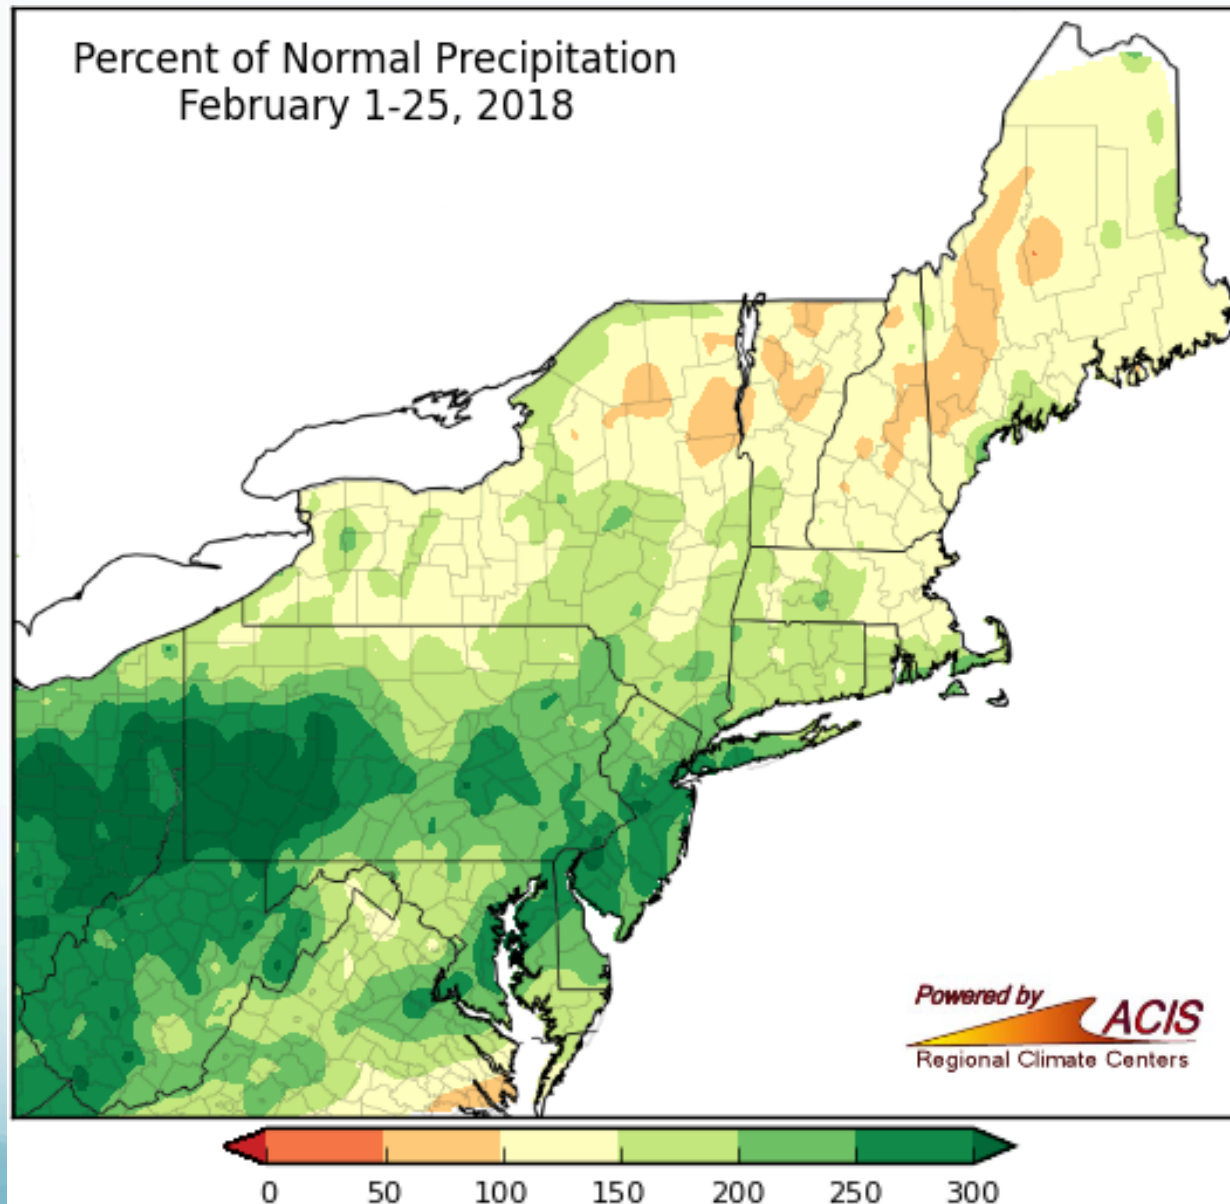 Percent of Normal Precipitation
February 1-25, 2018
Powered by
ACIS
Regional Climate Centers
0 50 100 150 200 250 300